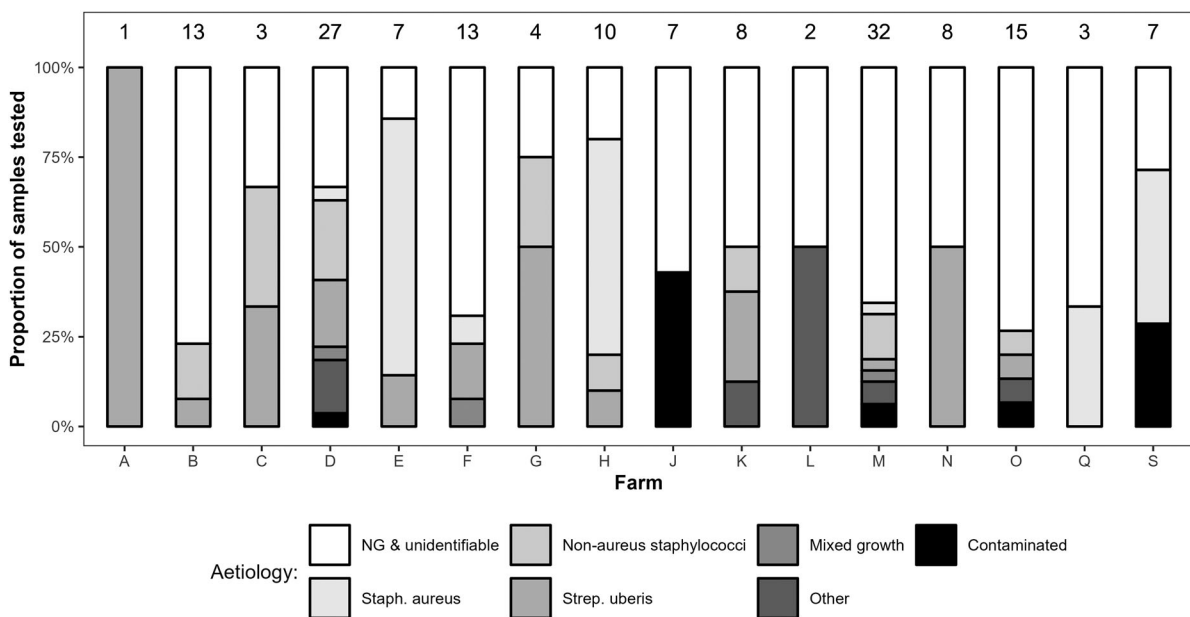 1 13 3 27 7 13 4 10 7 8 2 32 8 15 3 7
100%
75%
50%
25%
0%
Proportion of samples tested
A B C D E F G H J K L M N O Q S
Farm
Aetiology:
NG & unidentifiable Non-aureus staphylococci Mixed growth Contaminated
Staph. aureus Strep. uberis Other